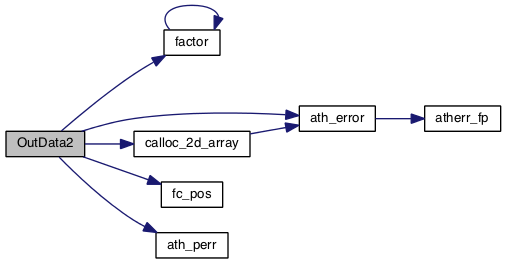 factor
OutData2
ath_error
atherr_fp
calloc_2d_array
fc_pos
ath_perr